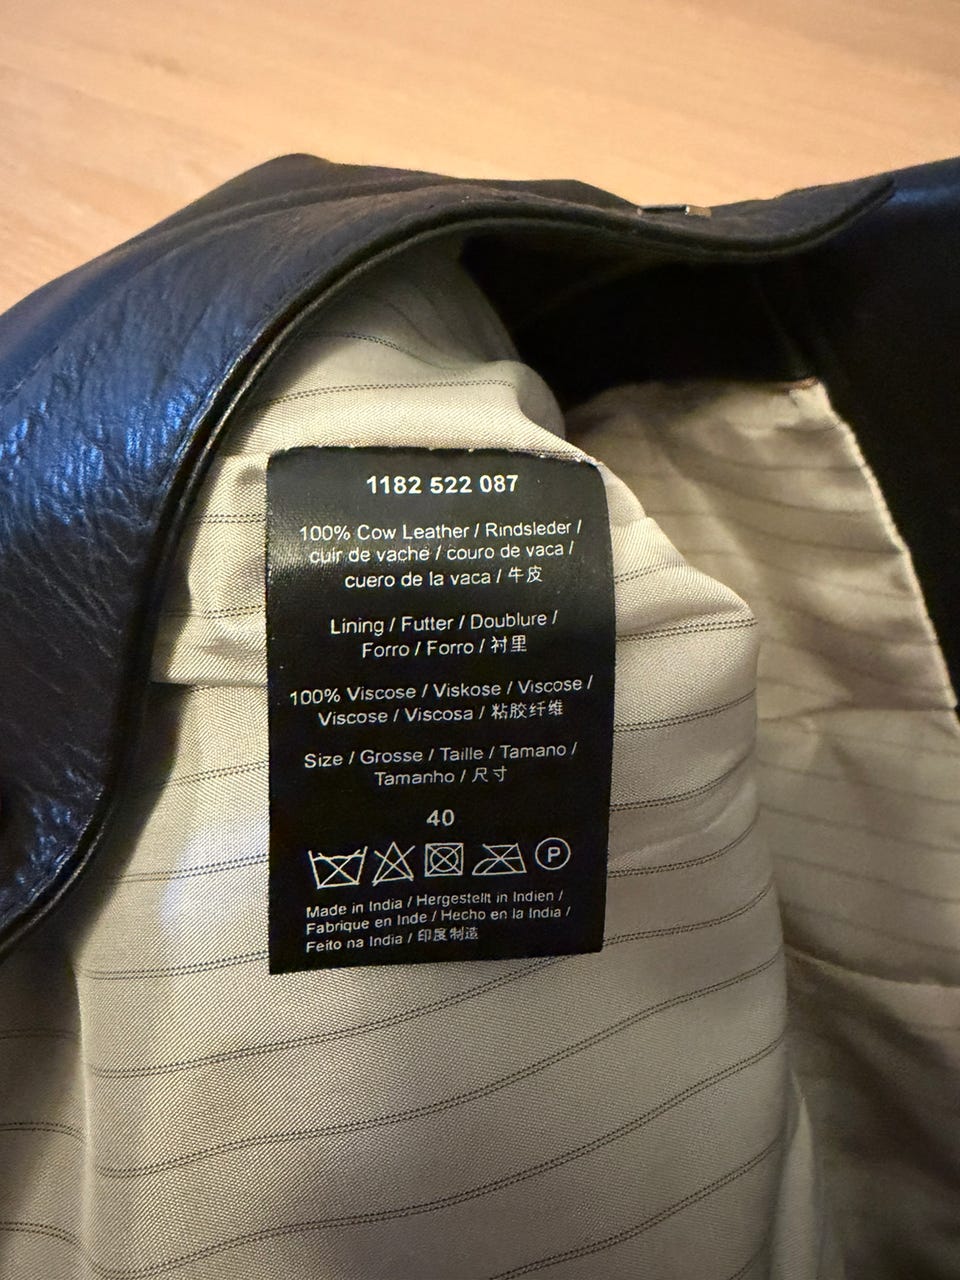 1182 522 087
100% Cow Leather / Rindsleder /
cuir de vache / couro de vaca /
cuero de la vaca / 牛皮
Lining / Futter / Doublure /
Forro / Forro / 衬里
100% Viscose / Viskose / Viscose /
Viscose / Viscosa / 粘胶纤维
Size / Grosse / Taille / Tamano /
Tamanho / 尺寸
40
P
Made in India / Hergestellt in Indien /
Fabrique en Inde / Hecho en la India /
Feito na India / 印度制造